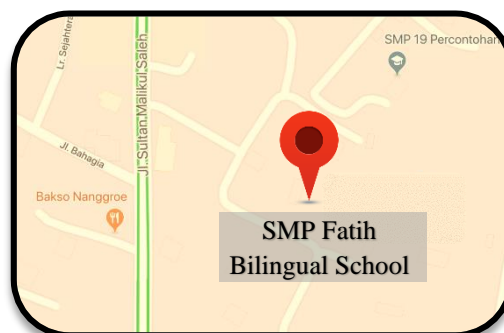 SMP 19 Percontohan
Lr. Sejahtera
Jl.Sultan.Malikul.Saleh
Jl. Bahagia
Bakso Nanggroe
SMP Fatih
Bilingual School